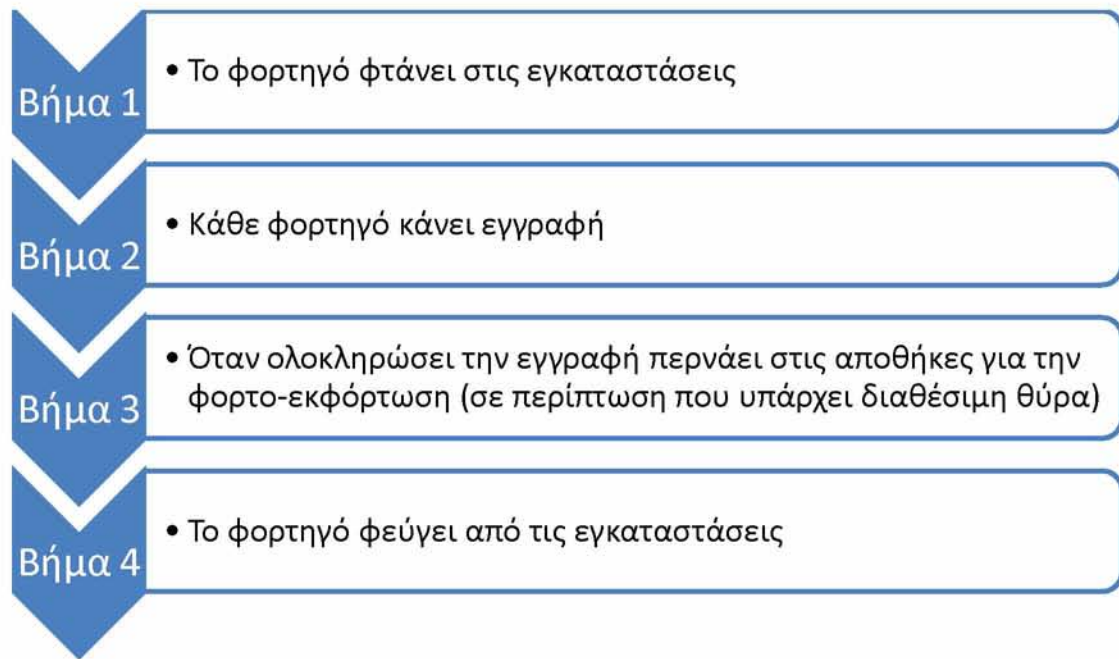 Βήμα 1
• Το φορτηγό φτάνει στις εγκαταστάσεις
Βήμα 2
• Κάθε φορτηγό κάνει εγγραφή
Βήμα 3
• Όταν ολοκληρώσει την εγγραφή περνάει στις αποθήκες για την
φορτο-εκφόρτωση (σε περίπτωση που υπάρχει διαθέσιμη θύρα)
Βήμα 4
• Το φορτηγό φεύγει από τις εγκαταστάσεις